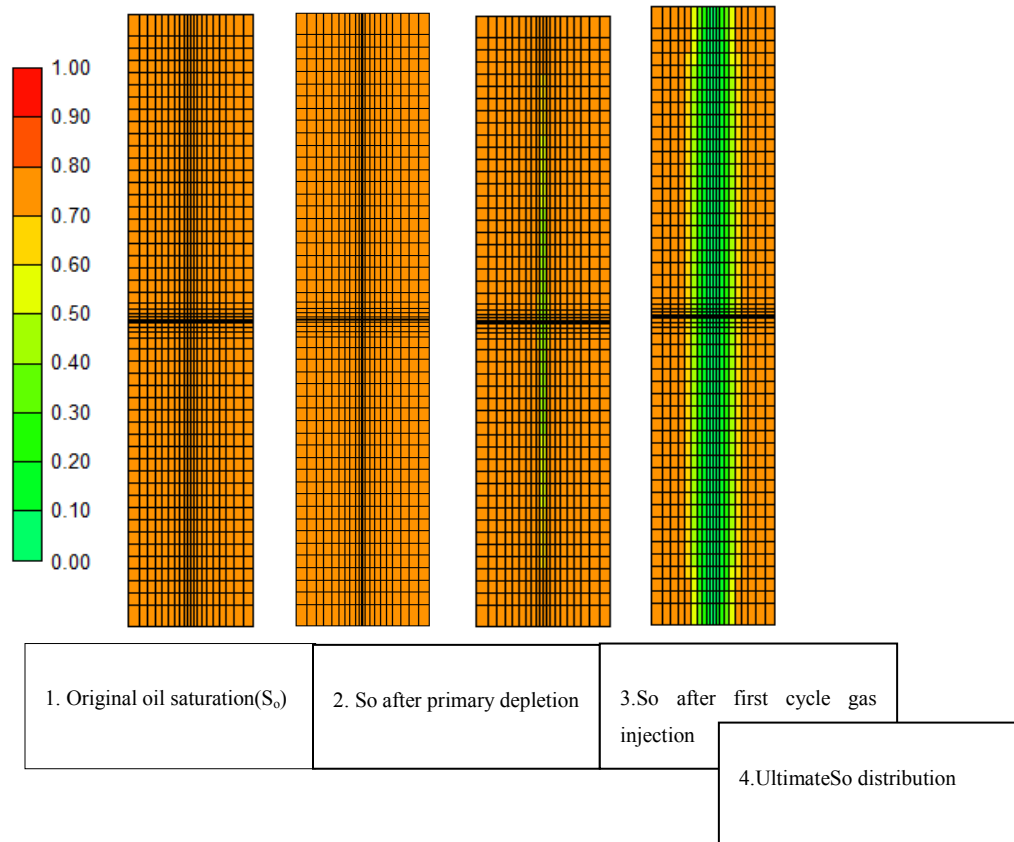 1.00
0.90
0.80
0.70
0.60
0.50
0.40
0.30
0.20
0.10
0.00
1. Original oil saturation(Sₒ)
2. So after primary depletion
3.So after first cycle gas
injection
4.UltimateSo distribution